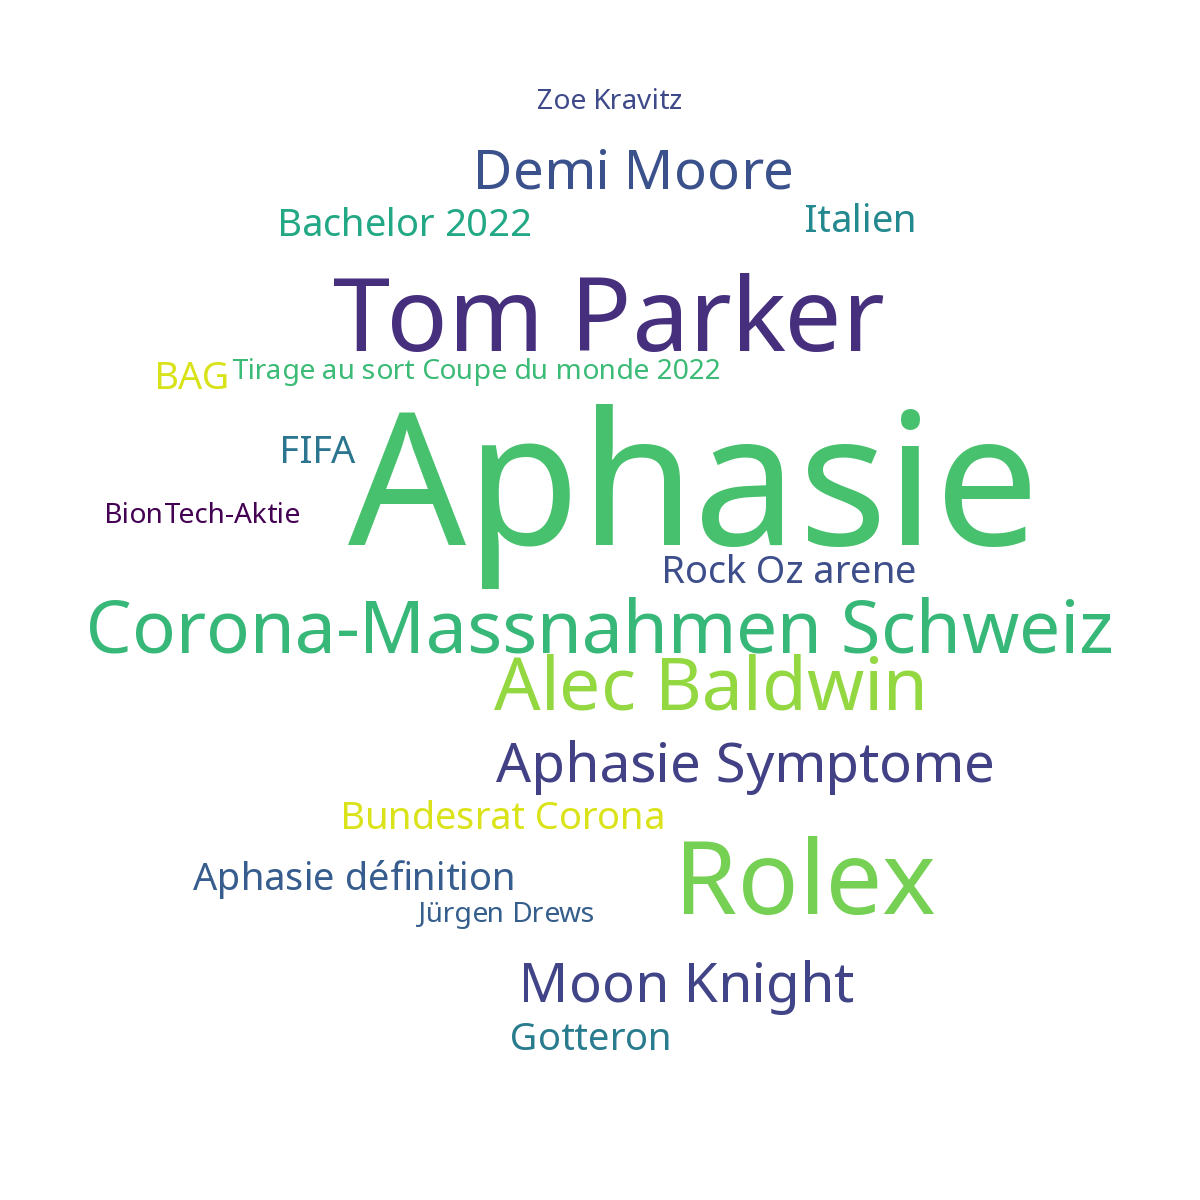 Zoe Kravitz
Demi Moore
Bachelor 2022
Italien
Tom Parker
BAG
Tirage au sort Coupe du monde 2022
Aphasie
FIFA
BionTech-Aktie
Rock Oz arene
Corona-Massnahmen Schweiz
Alec Baldwin
Aphasie Symptome
Bundesrat Corona
Rolex
Aphasie définition
Jürgen Drews
Moon Knight
Gotteron